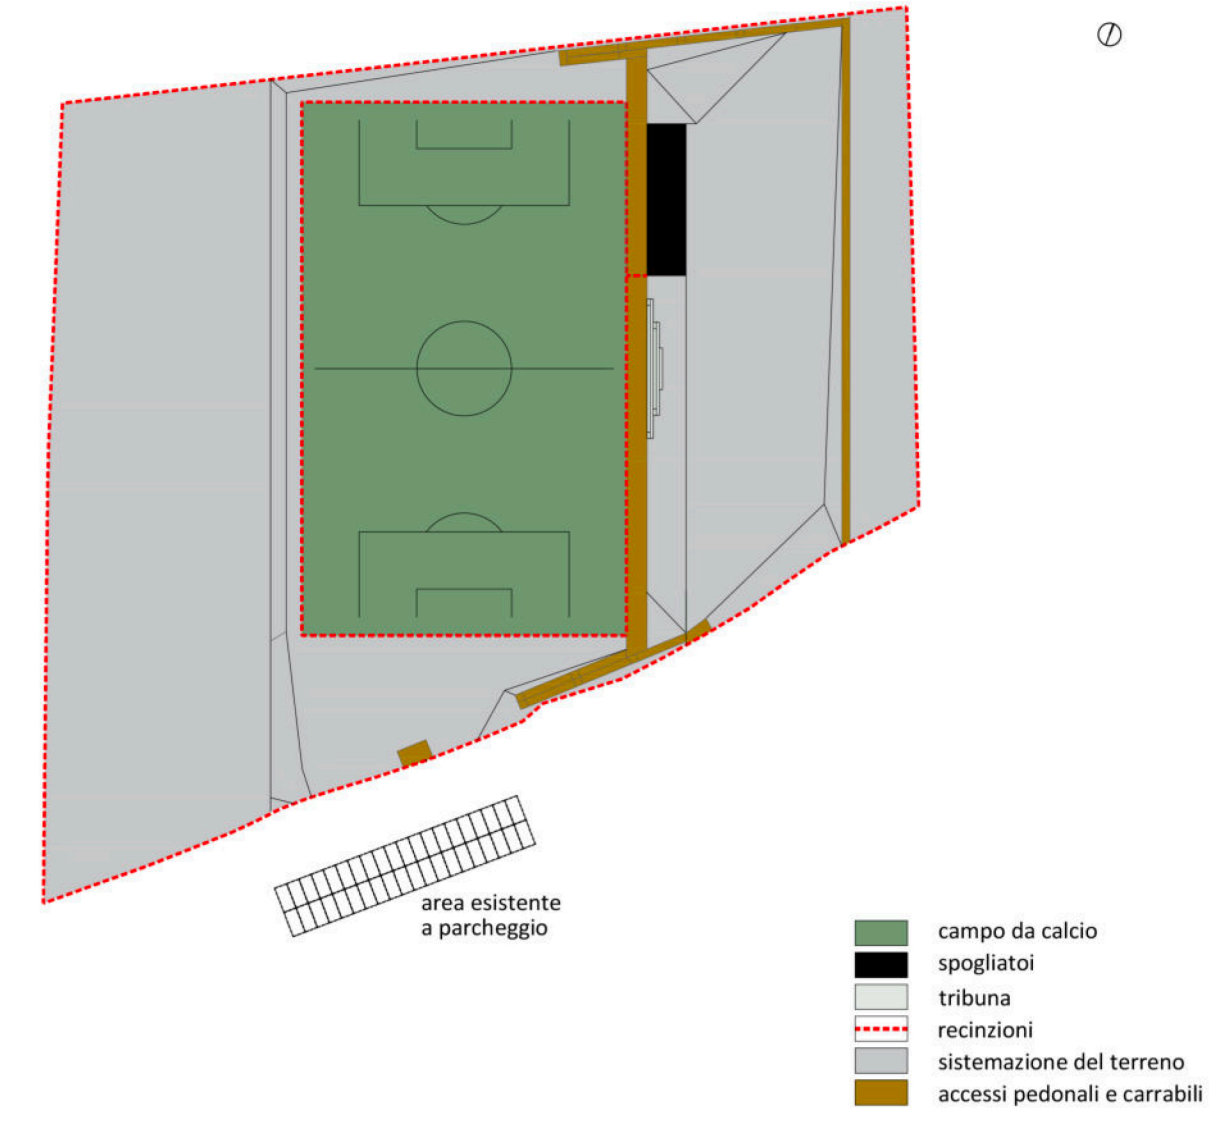 area esistente
a parcheggio
campo da calcio
spogliatoi
tribuna
recinzioni
sistemazione del terreno
accessi pedonali e carrabili